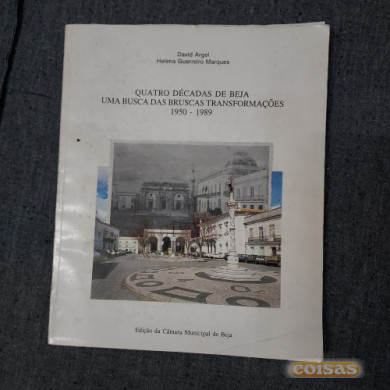 David Argel
Helena Guerreiro Marques
QUATRO DÉCADAS DE BEJA
UMA BUSCA DAS BRUSCAS TRANSFORMAÇÕES
1950 - 1989
Edição da Câmara Municipal de Beja
coisas